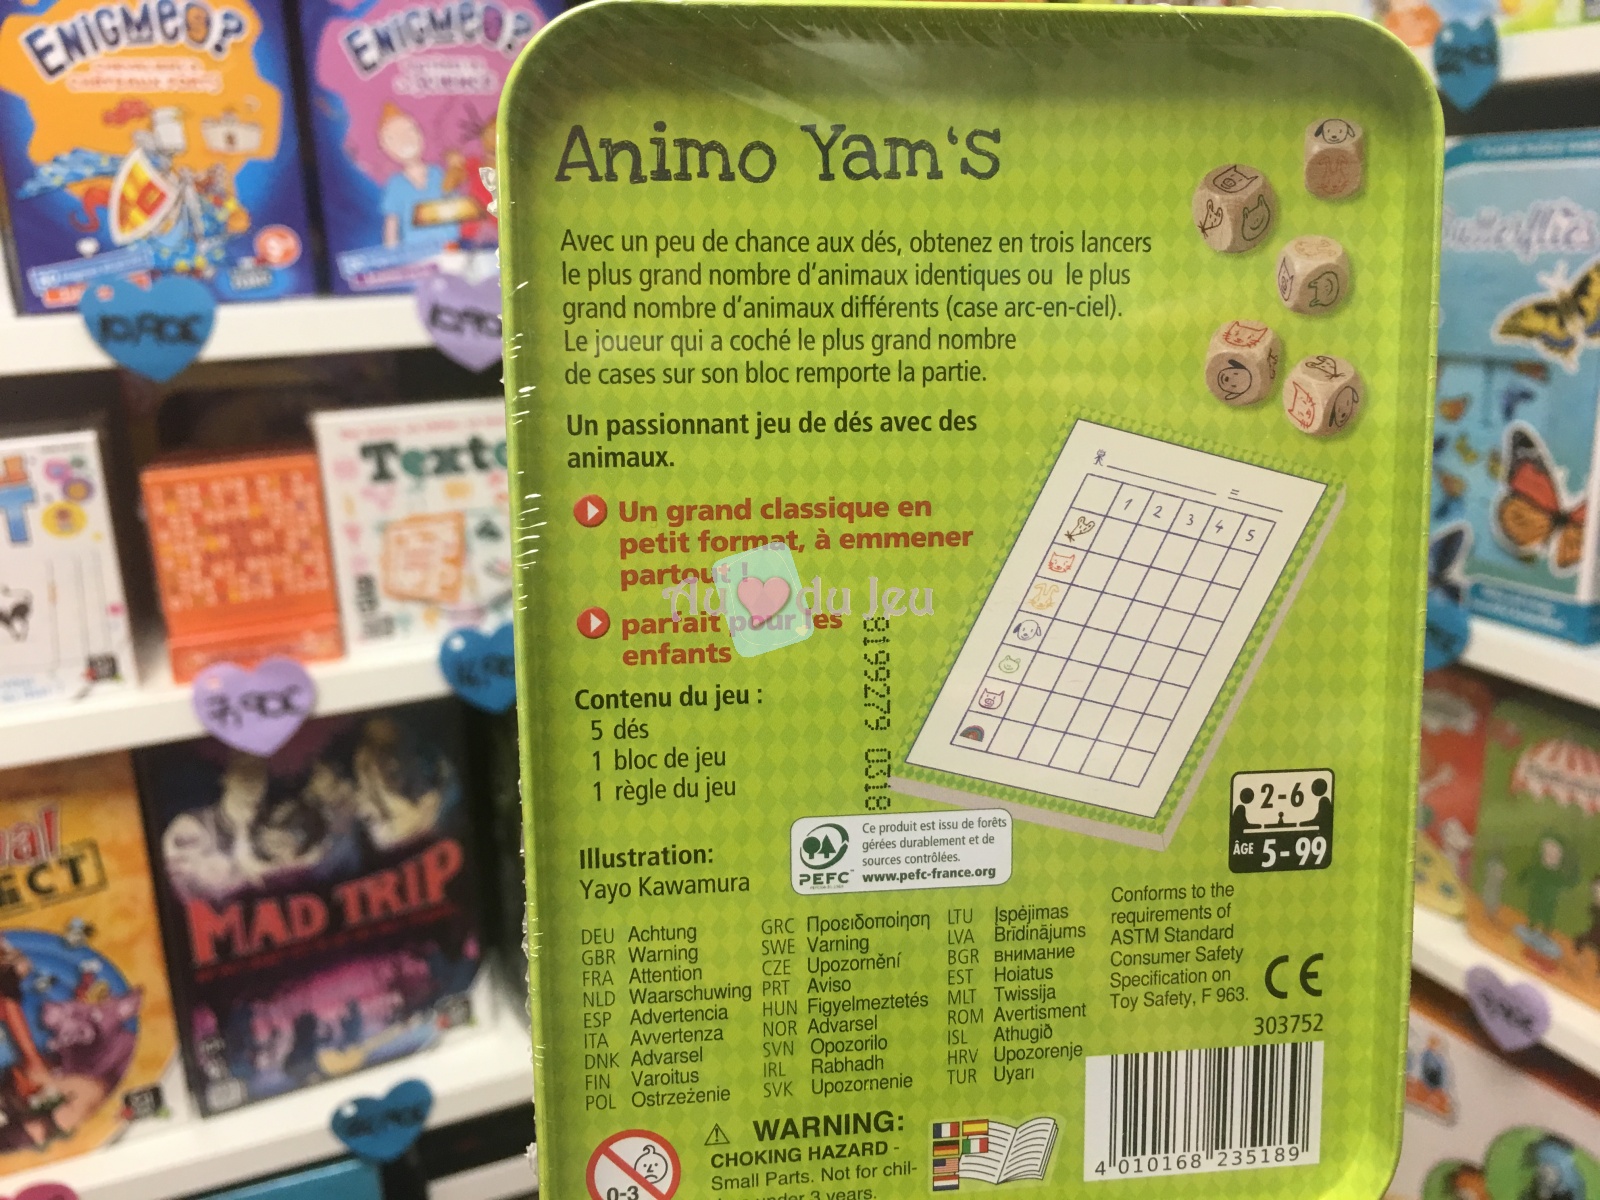 ENIGMES?
ENIGMES?
10,90€
7,90€
Texto
MAD TRIP
Animo Yam's
Avec un peu de chance aux dés, obtenez en trois lancers
le plus grand nombre d'animaux identiques ou le plus
grand nombre d'animaux différents (case arc-en-ciel).
Le joueur qui a coché le plus grand nombre
de cases sur son bloc remporte la partie.
Un passionnant jeu de dés avec des
animaux.
Un grand classique en
petit format, à emmener
partout !
parfait pour les
enfants
Au du Jeu
Contenu du jeu :
5 dés
1 bloc de jeu
1 règle du jeu
Illustration:
Yayo Kawamura
=
1 2 3 4 5
2-6
ÂGE 5-99
PEFC
Ce produit est issu de forêts
gérées durablement et de
sources contrôlées.
www.pefc-france.org
DEU Achtung
GBR Warning
FRA Attention
NLD Waarschuwing
ESP Advertencia
ITA Avvertenza
DNK Advarsel
FIN Varoitus
POL Ostrzeżenie
GRC Προειδοποίηση
SWE Varning
CZE Upozornění
PRT Aviso
HUN Figyelmeztetés
NOR Advarsel
SVN Opozorilo
IRL Rabhadh
SVK Upozornenie
LTU Įspėjimas
LVA Brīdinājums
BGR внимание
EST Hoiatus
MLT Twissija
ROM Avertisment
ISL Athugið
HRV Upozorenje
TUR Uyarı
Conforms to the
requirements of
ASTM Standard
Consumer Safety
Specification on
Toy Safety, F 963.
CE
303752
0-3
WARNING:
CHOKING HAZARD -
Small Parts. Not for chil-
under 3 years.
4 010168 235189